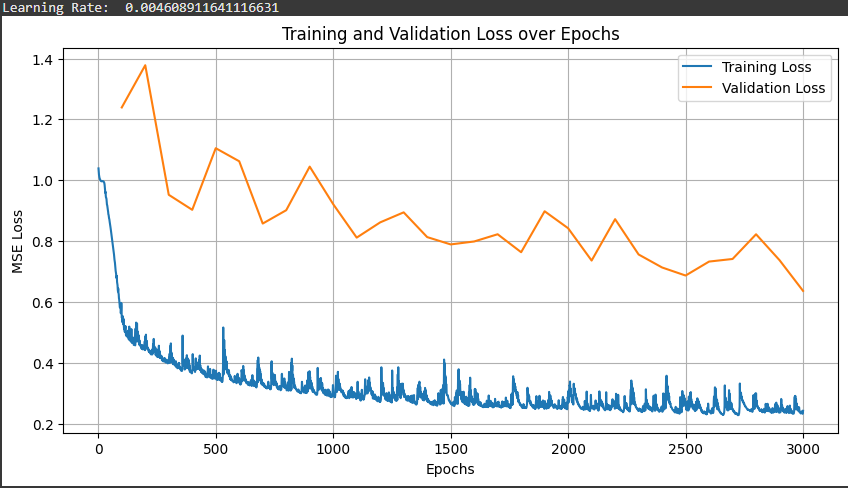 Learning Rate:  0.004608911641116631
Training and Validation Loss over Epochs
Training Loss
Validation Loss
MSE Loss
1.4
1.2
1.0
0.8
0.6
0.4
0.2
0 500 1000 1500 2000 2500 3000
Epochs